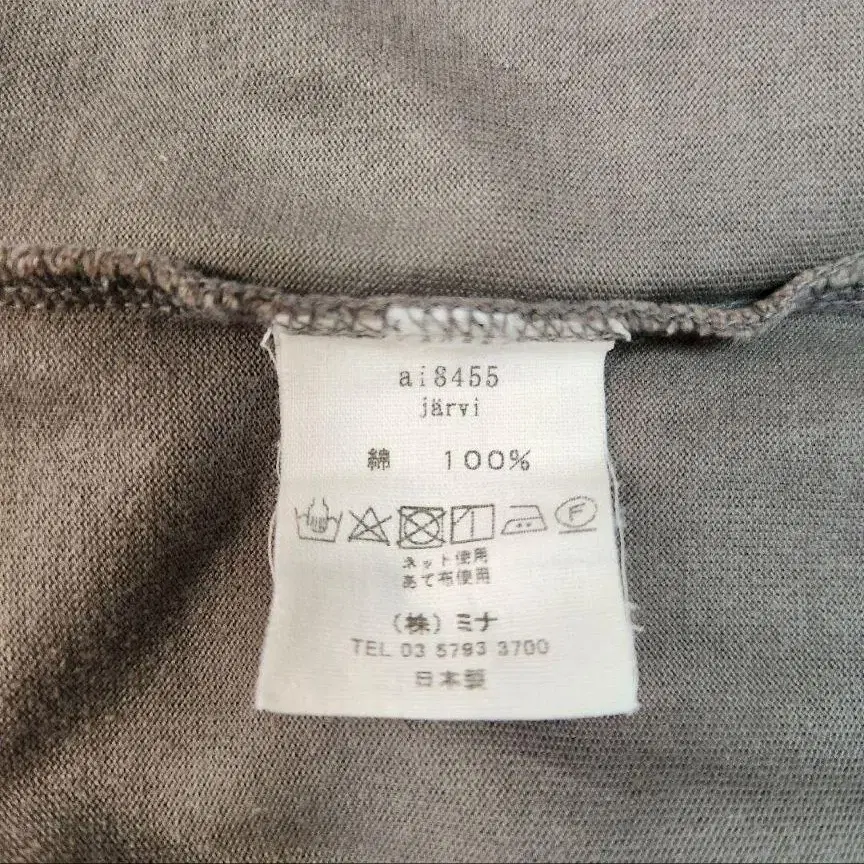 ai8455
järvi
綿 100%
F
ネット使用
あて布使用
(株)ミナ
TEL 03 5793 3700
日本製